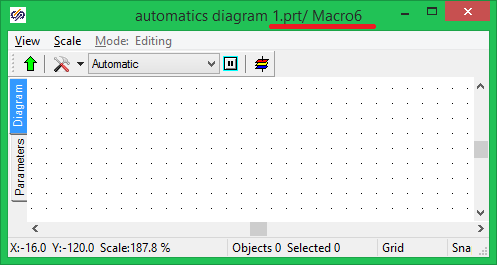 automatics diagram 1.prt/ Macro6
View Scale Mode: Editing
Automatic
Diagram
Parameters
X:-16.0 Y:-120.0 Scale:187.8 % Objects 0 Selected 0 Grid Sna